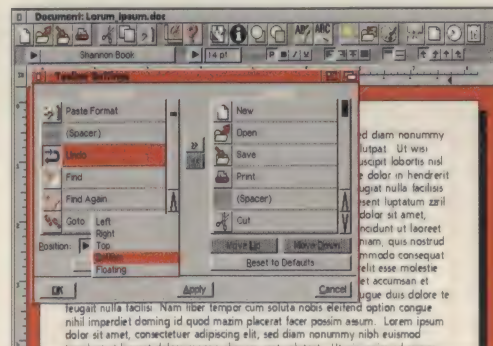 Document: Lorum_Ipsum.doc
ABC
Shannon Book
14 pt
B I U
Toolbar Settings
Paste Format
(Spacer)
Undo
Find
Find Again
Goto
Position:
Left
Right
Top
Bottom
Floating
New
Open
Save
Print
(Spacer)
Cut
Move Up
Move Down
Reset to Defaults
OK
Apply
Cancel
ed diam nonummy
lutpat. Ut wisi
uscipit lobortis nisl
e dolor in hendrerit
ugiat nulla facilisis
esent luptatum zzril
dolor sit amet,
ncidunt ut laoreet
niam, quis nostrud
mmodo consequat
elit esse molestie
et accumsan et
ugue duis dolore te
feugait nulla facilisi. Nam liber tempor cum soluta nobis eleifend option congue
nihil imperdiet doming id quod mazim placerat facer possim assum. Lorem ipsum
dolor sit amet, consectetuer adipiscing elit, sed diam nonummy nibh euismod